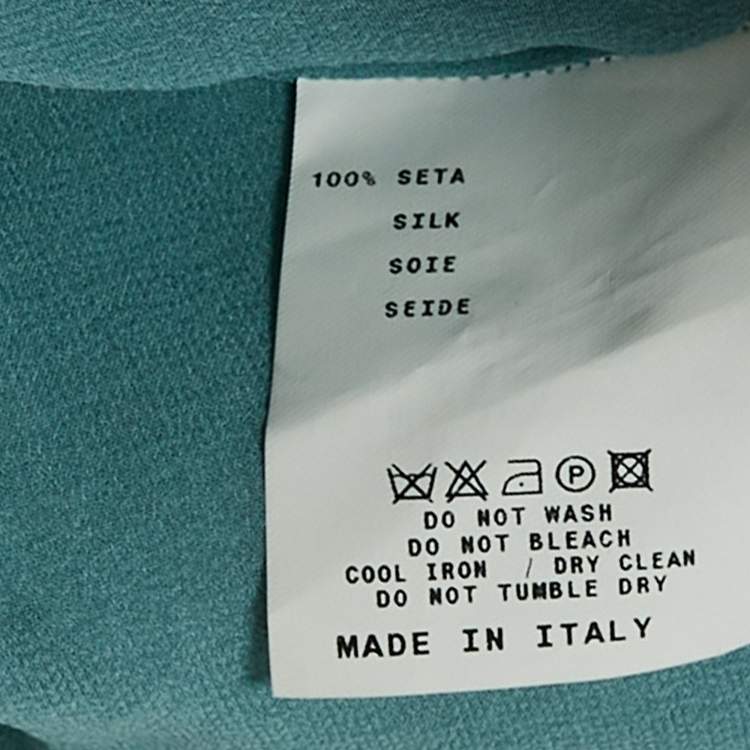 100% SETA
SILK
SOIE
SEIDE
P
DO NOT WASH
DO NOT BLEACH
COOL IRON / DRY CLEAN
DO NOT TUMBLE DRY
MADE IN ITALY